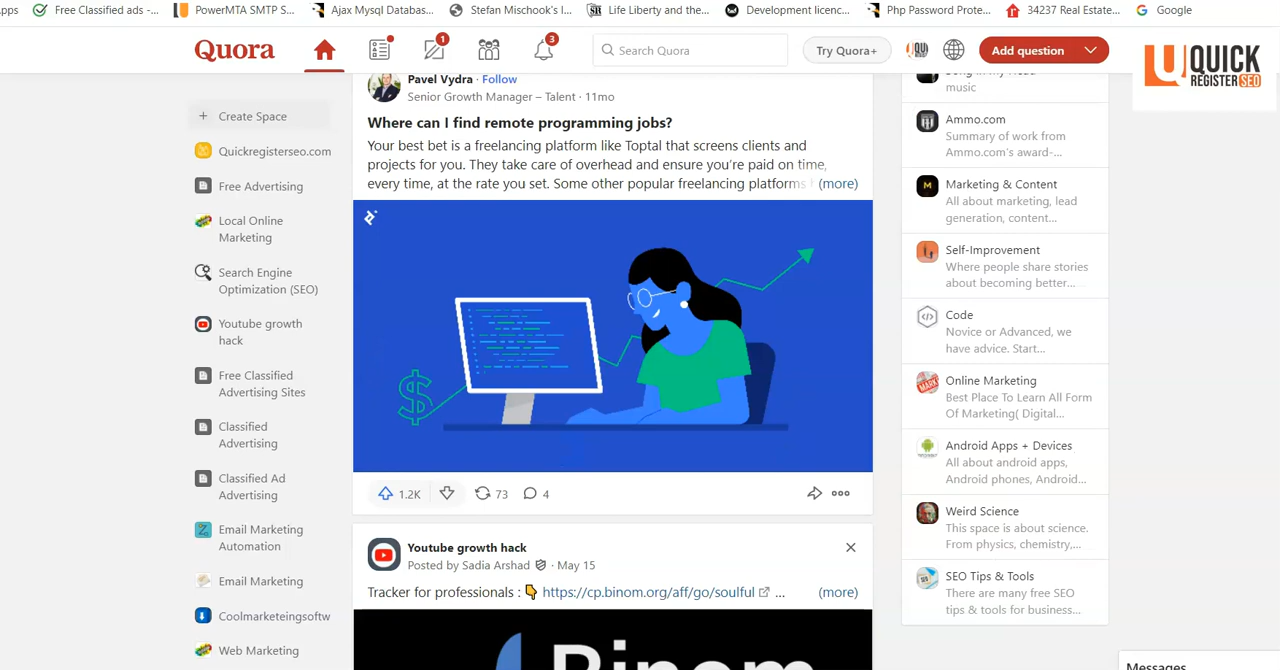 pps
Free Classified ads -...
PowerMTA SMTP S...
Ajax Mysql Databas...
Stefan Mischook's I...
Life Liberty and the...
Development licenc...
Php Password Prote...
34237 Real Estate...
Google
Quora
1
3
Search Quora
Try Quora+
Add question
QUICK
REGISTER SEO
Create Space
Quickregisterseo.com
Free Advertising
Local Online
Marketing
Search Engine
Optimization (SEO)
Youtube growth
hack
Free Classified
Advertising Sites
Classified
Advertising
Classified Ad
Advertising
Email Marketing
Automation
Email Marketing
Coolmarketeingsoftw
Web Marketing
Pavel Vydra · Follow
Senior Growth Manager – Talent · 11mo
Where can I find remote programming jobs?
Your best bet is a freelancing platform like Toptal that screens clients and
projects for you. They take care of overhead and ensure you're paid on time,
every time, at the rate you set. Some other popular freelancing platforms (more)
$
1.2K
73
4
Youtube growth hack
Posted by Sadia Arshad · May 15
Tracker for professionals : 👇 https://cp.binom.org/aff/go/soulful ... (more)
Binom
music
Ammo.com
Summary of work from
Ammo.com's award-...
Marketing & Content
All about marketing, lead
generation, content...
Self-Improvement
Where people share stories
about becoming better...
Code
Novice or Advanced, we
have advice. Start...
Online Marketing
Best Place To Learn All Form
Of Marketing( Digital...
Android Apps + Devices
All about android apps,
Android phones, Android...
Weird Science
This space is about science.
From physics, chemistry,...
SEO Tips & Tools
There are many free SEO
tips & tools for business...
Messages